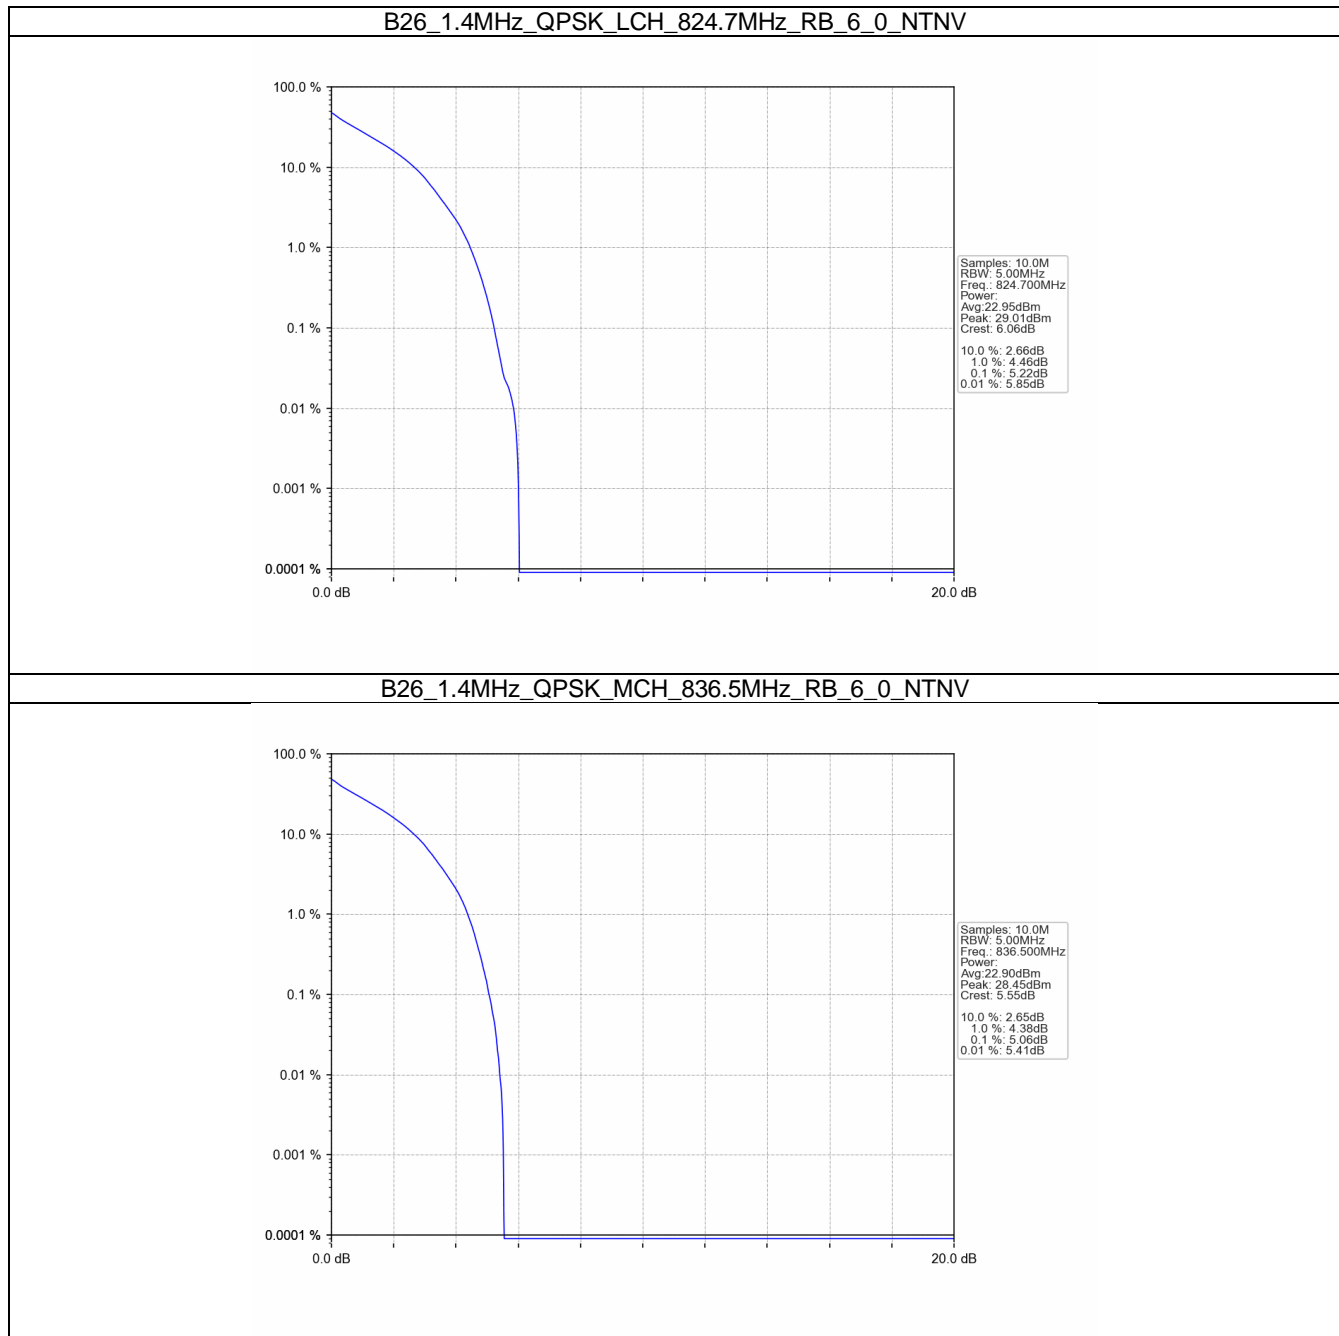 B26_1.4MHz_QPSK_LCH_824.7MHz_RB_6_0_NTNV
100.0 %
10.0 %
1.0 %
0.1 %
0.01 %
0.001 %
0.0001 %
0.0 dB
20.0 dB
Samples: 10.0M
RBW: 5.00MHz
Freq.: 824.700MHz
Power:
Avg:22.95dBm
Peak: 29.01dBm
Crest: 6.06dB
10.0 %: 2.66dB
1.0 %: 4.46dB
0.1 %: 5.22dB
0.01 %: 5.85dB
B26_1.4MHz_QPSK_MCH_836.5MHz_RB_6_0_NTNV
100.0 %
10.0 %
1.0 %
0.1 %
0.01 %
0.001 %
0.0001 %
0.0 dB
20.0 dB
Samples: 10.0M
RBW: 5.00MHz
Freq.: 836.500MHz
Power:
Avg:22.90dBm
Peak: 28.45dBm
Crest: 5.55dB
10.0 %: 2.65dB
1.0 %: 4.38dB
0.1 %: 5.06dB
0.01 %: 5.41dB